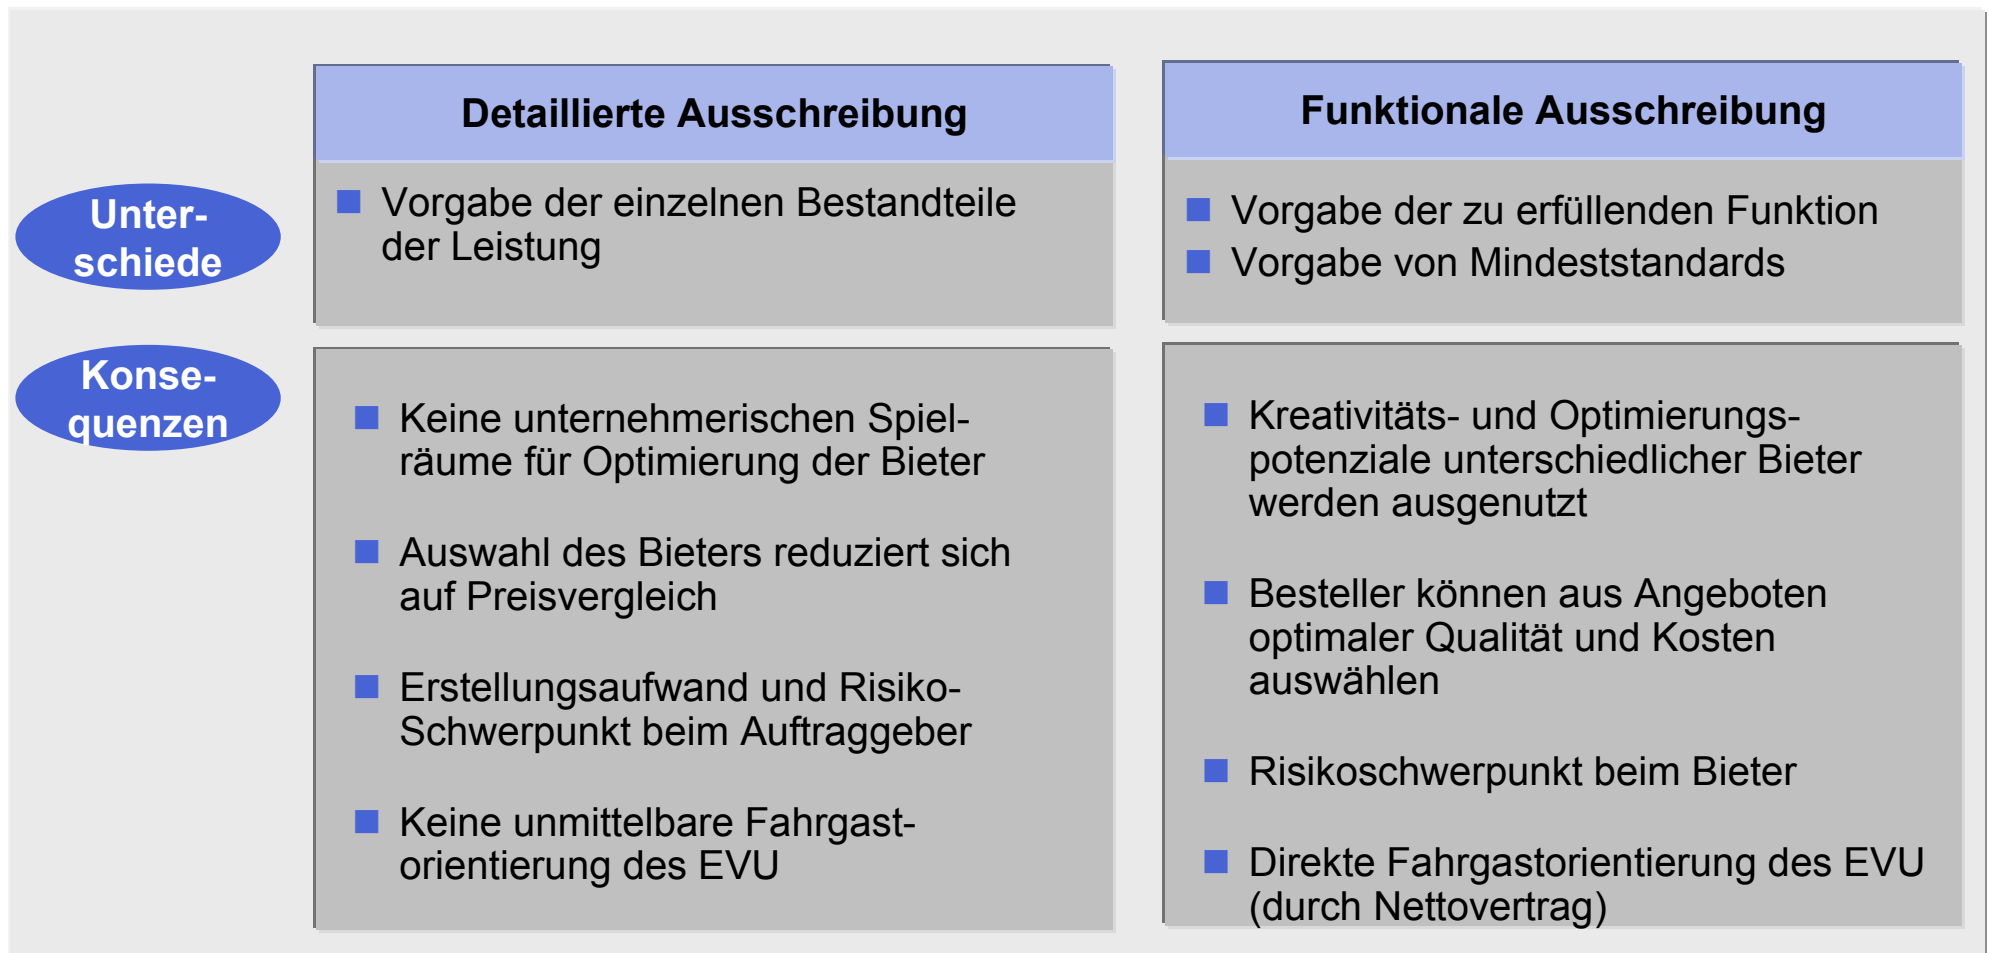 Detaillierte Ausschreibung
Funktionale Ausschreibung
Unter-
schiede
Vorgabe der einzelnen Bestandteile
der Leistung
Vorgabe der zu erfüllenden Funktion
Vorgabe von Mindeststandards
Konse-
quenzen
Keine unternehmerischen Spiel-
räume für Optimierung der Bieter
Auswahl des Bieters reduziert sich
auf Preisvergleich
Erstellungsaufwand und Risiko-
Schwerpunkt beim Auftraggeber
Keine unmittelbare Fahrgast-
orientierung des EVU
Kreativitäts- und Optimierungs-
potenziale unterschiedlicher Bieter
werden ausgenutzt
Besteller können aus Angeboten
optimaler Qualität und Kosten
auswählen
Risikoschwerpunkt beim Bieter
Direkte Fahrgastorientierung des EVU
(durch Nettovertrag)